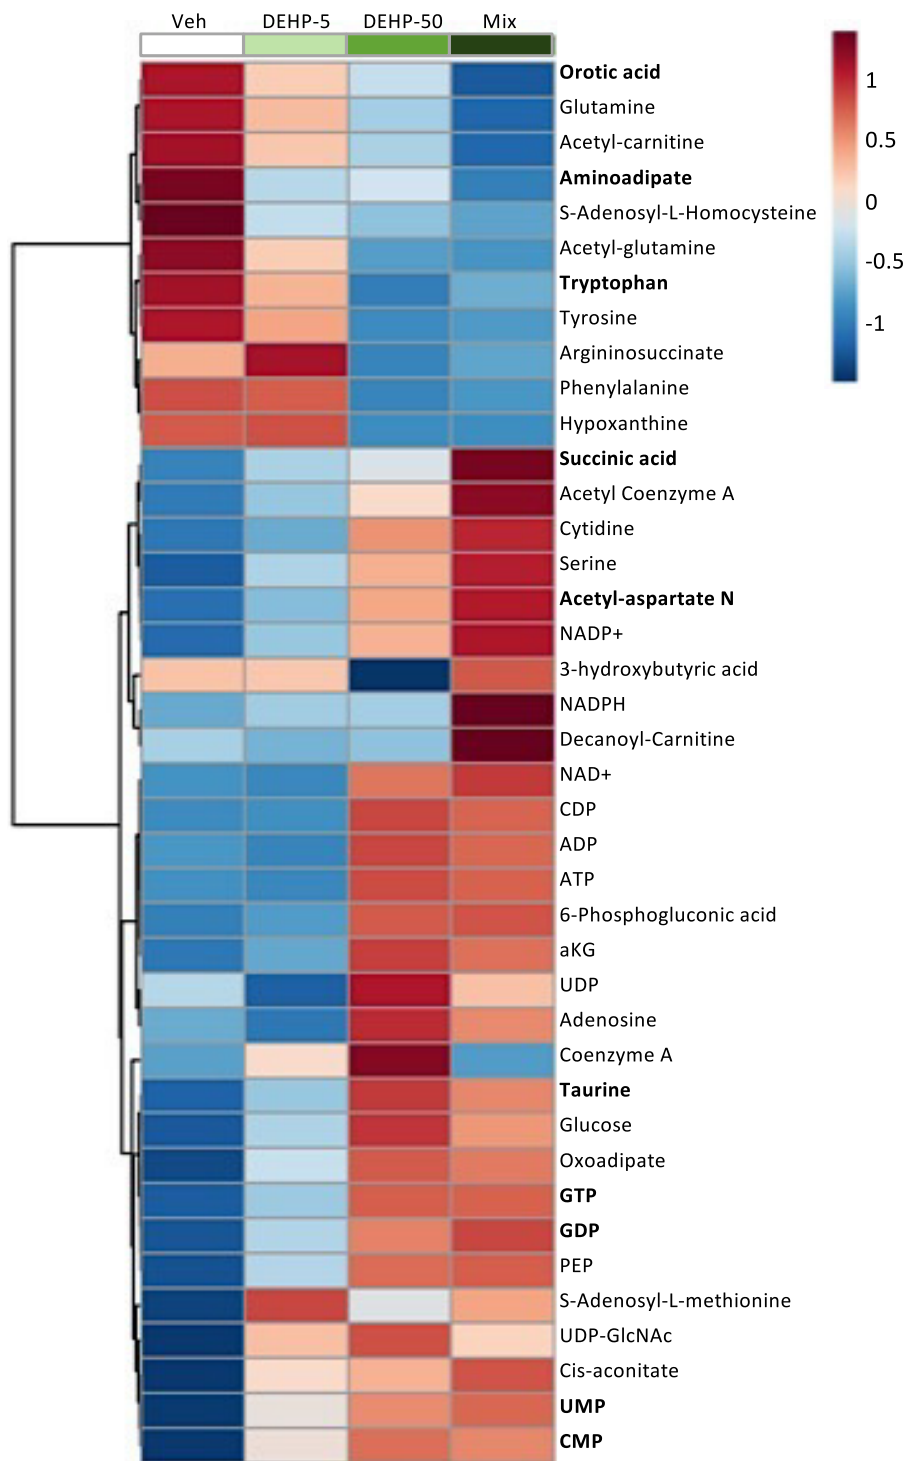 Veh DEHP-5 DEHP-50 Mix
Orotic acid
Glutamine
Acetyl-carnitine
Aminoadipate
S-Adenosyl-L-Homocysteine
Acetyl-glutamine
Tryptophan
Tyrosine
Argininosuccinate
Phenylalanine
Hypoxanthine
Succinic acid
Acetyl Coenzyme A
Cytidine
Serine
Acetyl-aspartate N
NADP+
3-hydroxybutyric acid
NADPH
Decanoyl-Carnitine
NAD+
CDP
ADP
ATP
6-Phosphogluconic acid
aKG
UDP
Adenosine
Coenzyme A
Taurine
Glucose
Oxoadipate
GTP
GDP
PEP
S-Adenosyl-L-methionine
UDP-GlcNAc
Cis-aconitate
UMP
CMP
1
0.5
0
-0.5
-1